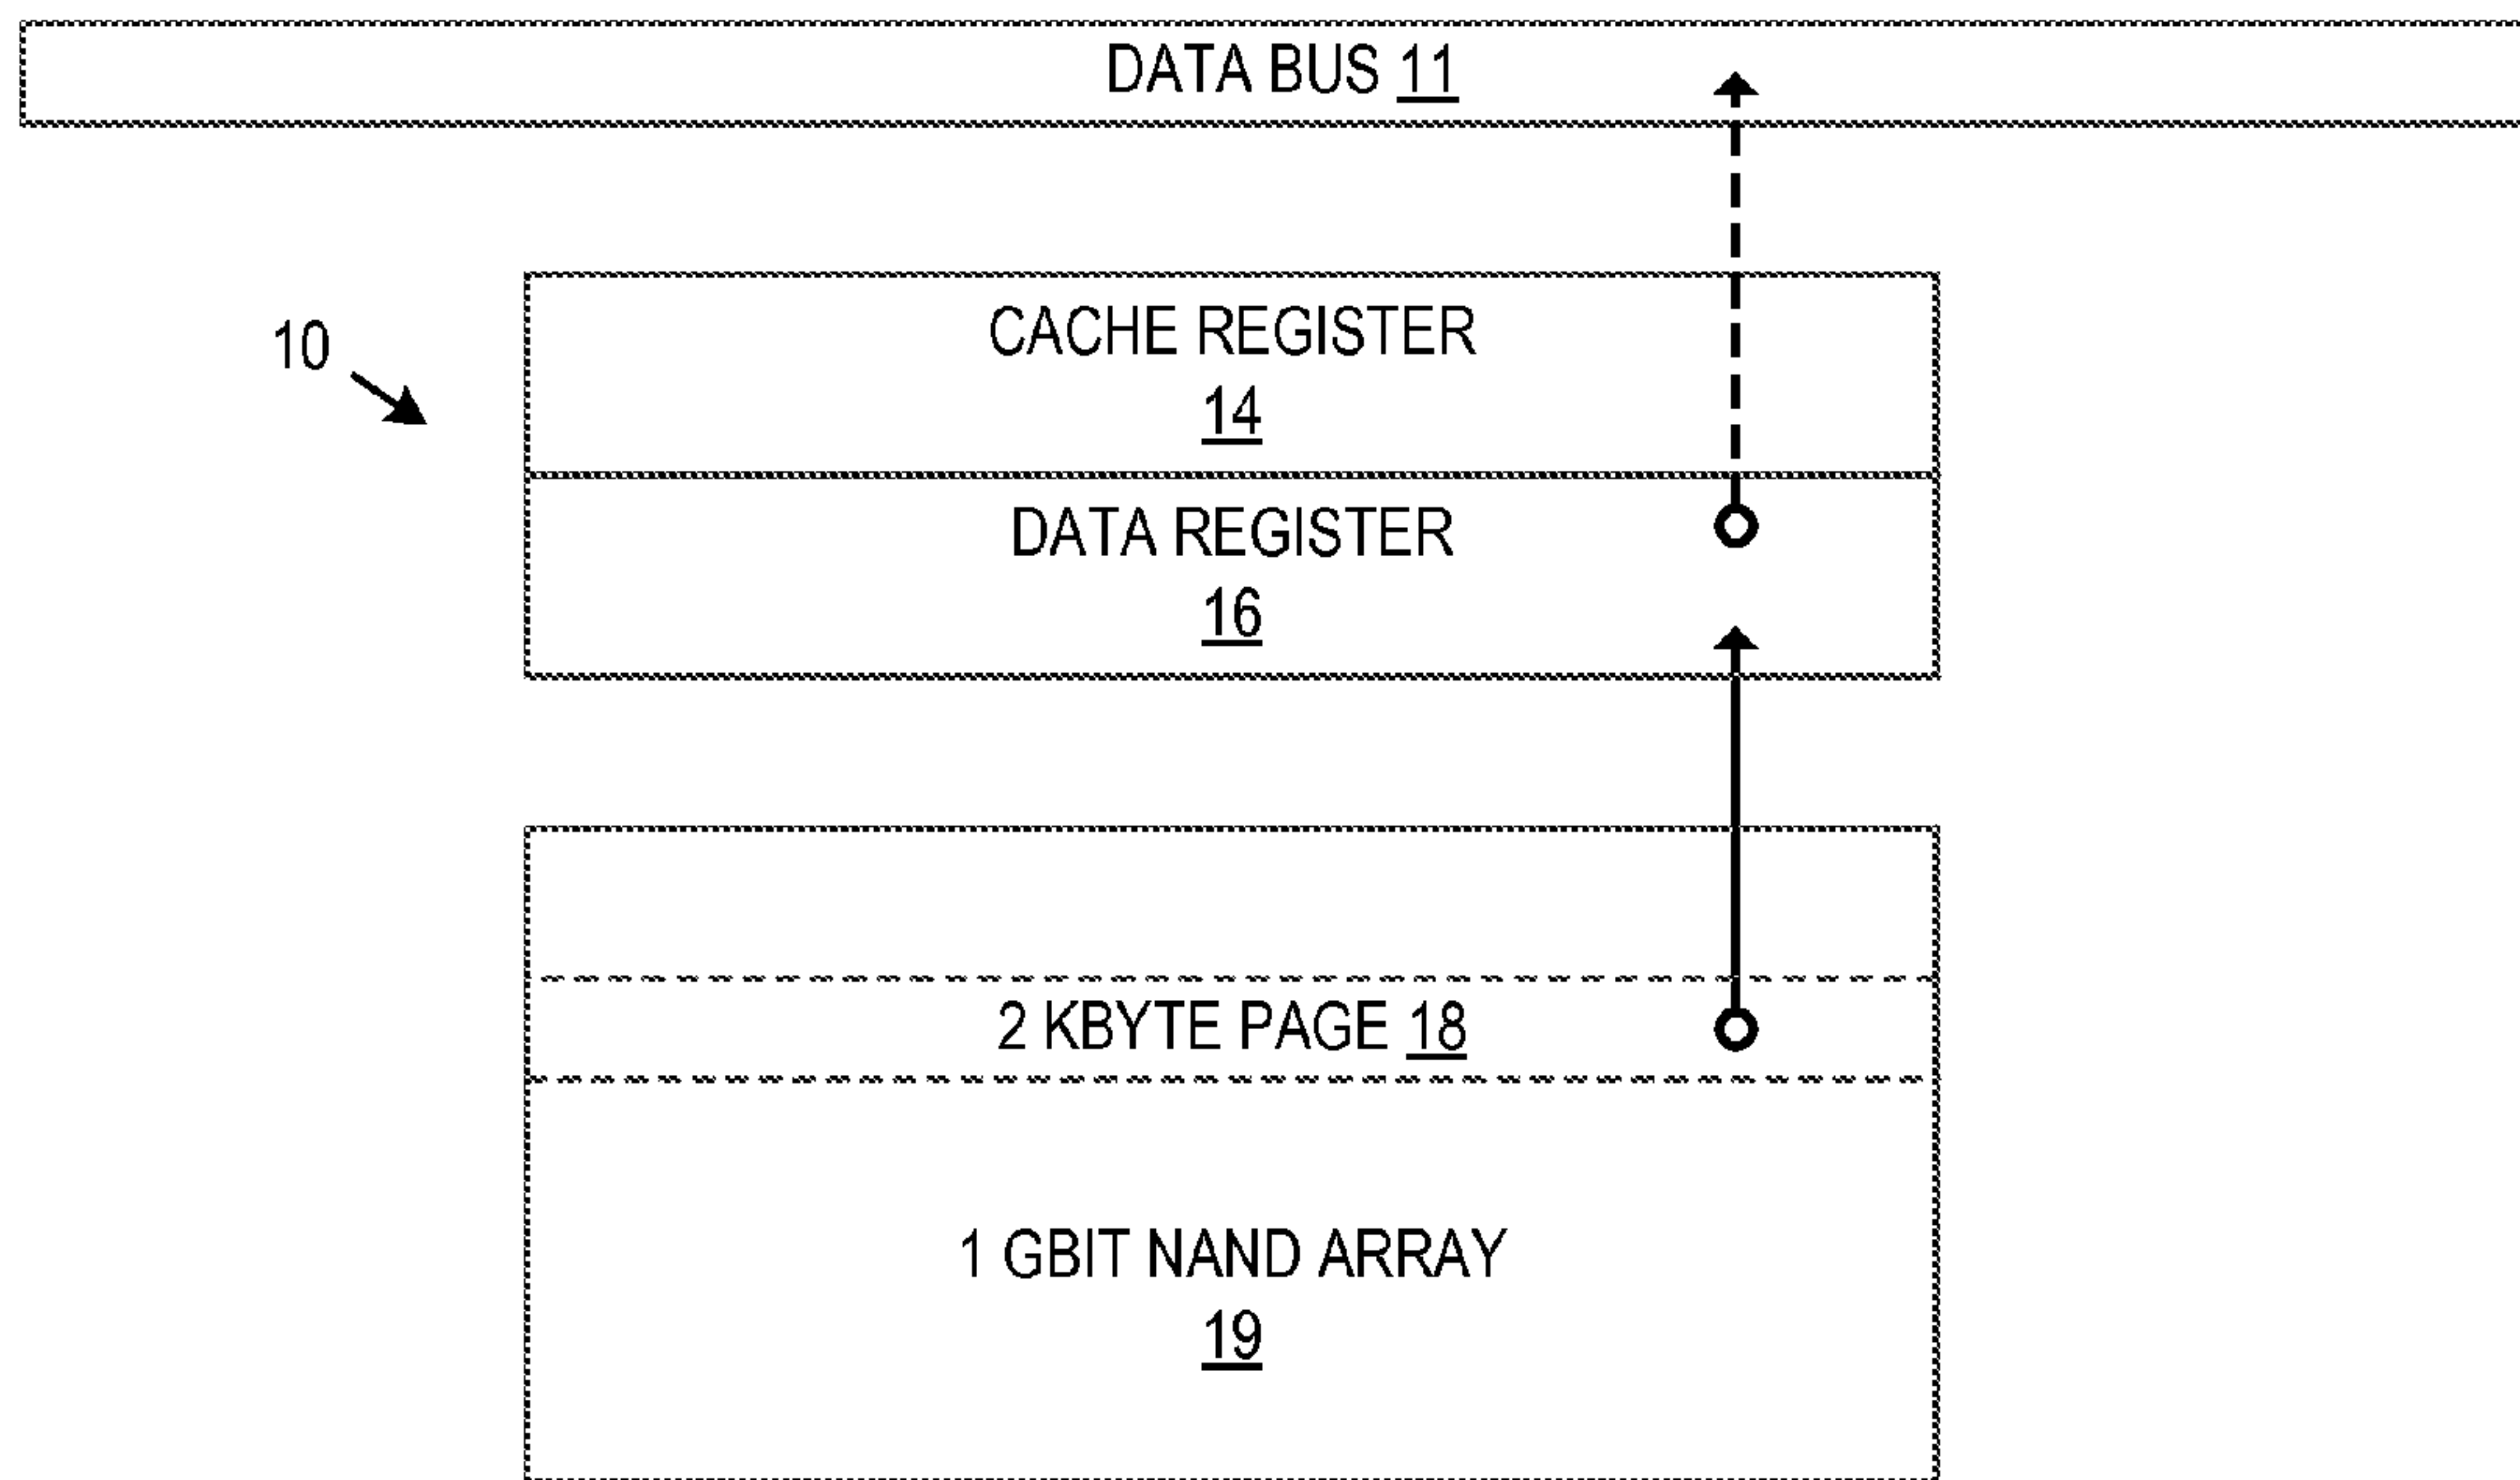 DATA BUS 11
10
CACHE REGISTER
14
DATA REGISTER
16
2 KBYTE PAGE 18
1 GBIT NAND ARRAY
19